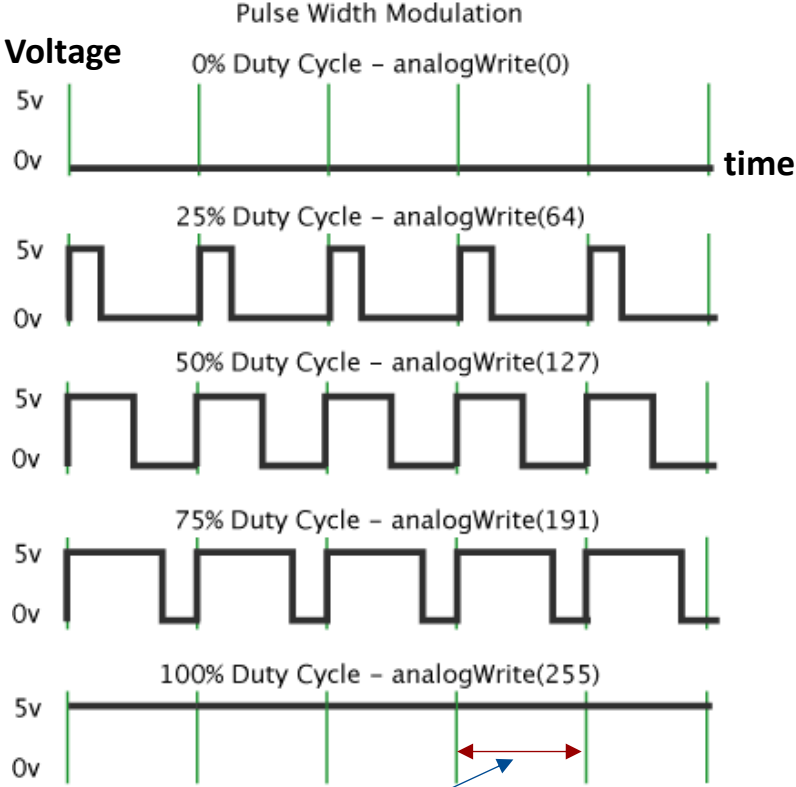 Pulse Width Modulation
Voltage
0% Duty Cycle – analogWrite(0)
5v
0v
time
25% Duty Cycle – analogWrite(64)
5v
0v
50% Duty Cycle – analogWrite(127)
5v
0v
75% Duty Cycle – analogWrite(191)
5v
0v
100% Duty Cycle – analogWrite(255)
5v
0v